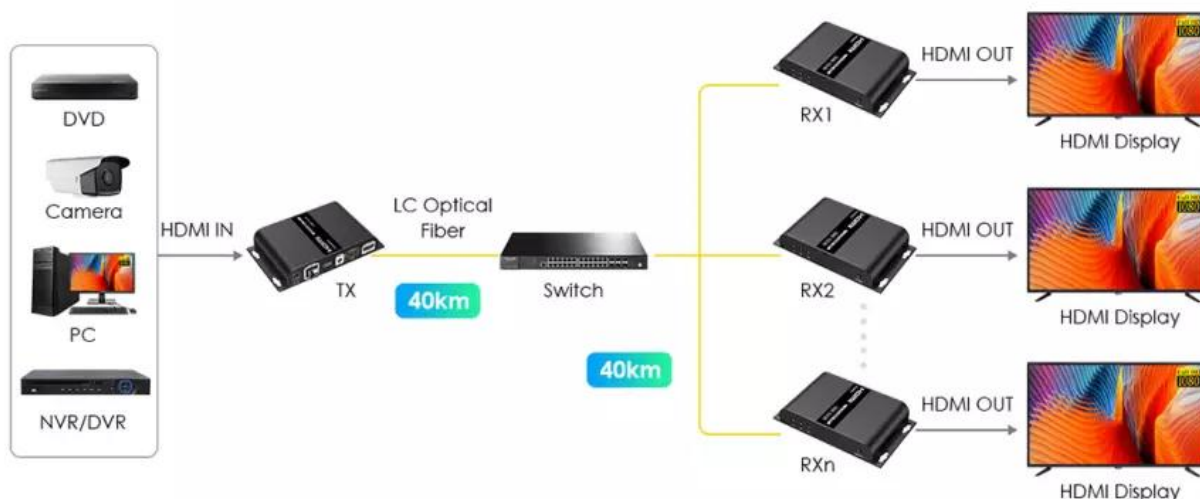 DVD
Camera
PC
NVR/DVR
HDMI IN
TX
LC Optical
Fiber
40km
Switch
40km
RX1
HDMI OUT
HDMI Display
RX2
HDMI OUT
HDMI Display
RXn
HDMI OUT
HDMI Display